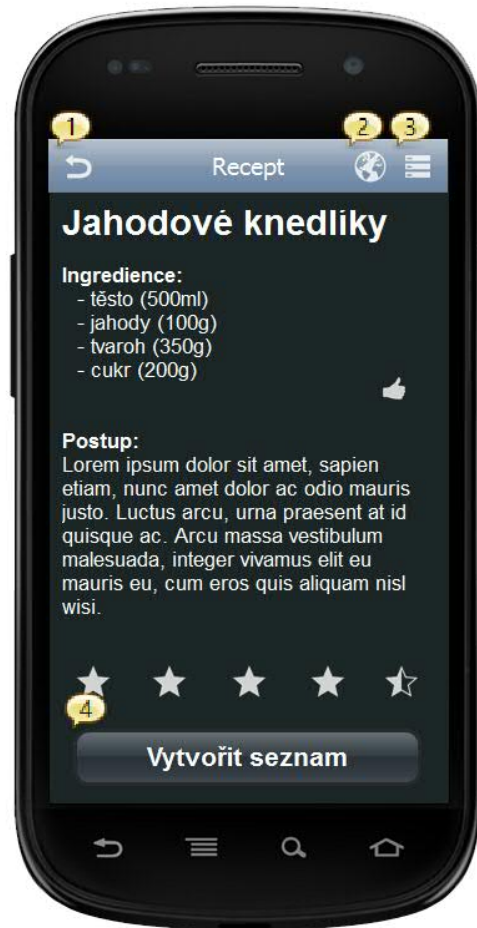 1
2
3
Recept
Jahodové knedlíky
Ingredience:
- těsto (500ml)
- jahody (100g)
- tvaroh (350g)
- cukr (200g)
Postup:
Lorem ipsum dolor sit amet, sapien
etiam, nunc amet dolor ac odio mauris
justo. Luctus arcu, urna praesent at id
quisque ac. Arcu massa vestibulum
malesuada, integer vivamus elit eu
mauris eu, cum eros quis aliquam nisl
wisi.
4
Vytvořit seznam